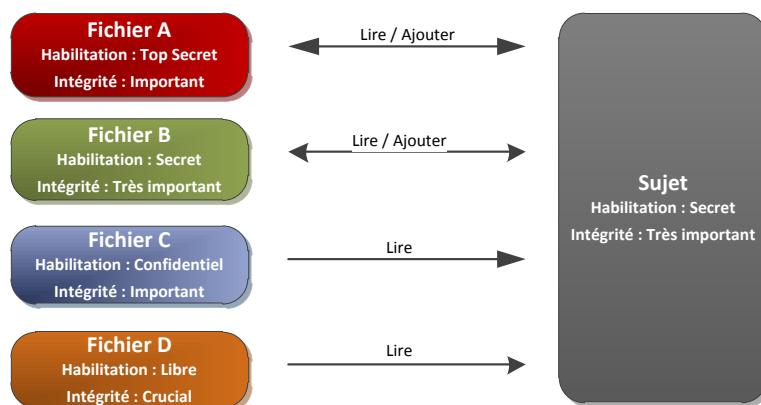 Fichier A
Habilitation : Top Secret
Intégrité : Important
Lire / Ajouter
Fichier B
Habilitation : Secret
Intégrité : Très important
Lire / Ajouter
Fichier C
Habilitation : Confidentiel
Intégrité : Important
Lire
Fichier D
Habilitation : Libre
Intégrité : Crucial
Lire
Sujet
Habilitation : Secret
Intégrité : Très important